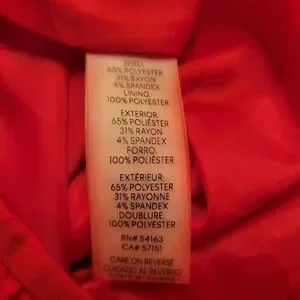 SHELL
65% POLYESTER
31% RAYON
4% SPANDEX
LINING:
100% POLYESTER
EXTERIOR:
65% POLIÉSTER
31% RAYON
4% SPANDEX
FORRO:
100% POLIÉSTER
EXTÉRIEUR:
65% POLYESTER
31% RAYONNE
4% SPANDEX
DOUBLURE:
100% POLYESTER
RN# 54163
CA# 57151
CARE ON REVERSE
CUIDADO AL REVERSO